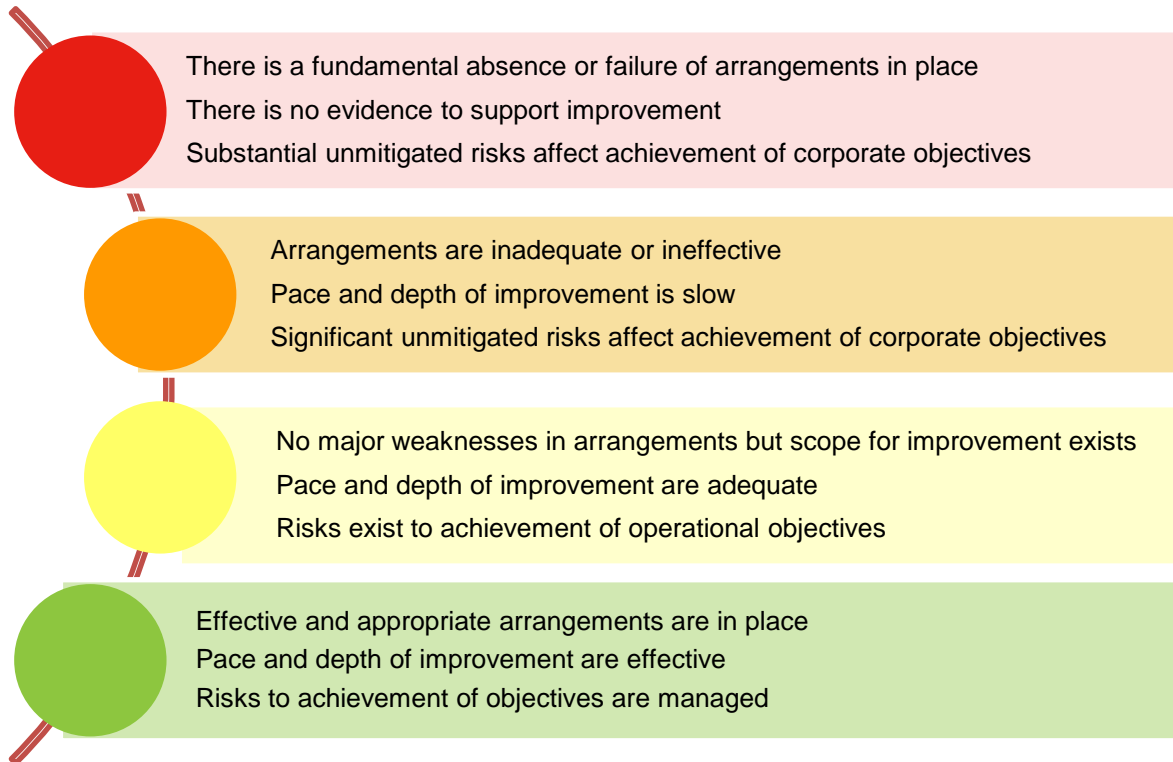 There is a fundamental absence or failure of arrangements in place
There is no evidence to support improvement
Substantial unmitigated risks affect achievement of corporate objectives
Arrangements are inadequate or ineffective
Pace and depth of improvement is slow
Significant unmitigated risks affect achievement of corporate objectives
No major weaknesses in arrangements but scope for improvement exists
Pace and depth of improvement are adequate
Risks exist to achievement of operational objectives
Effective and appropriate arrangements are in place
Pace and depth of improvement are effective
Risks to achievement of objectives are managed